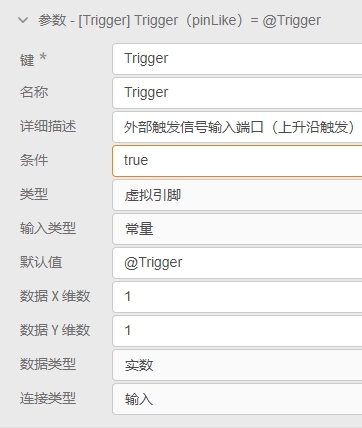 参数 - [Trigger] Trigger（pinLike）= @Trigger
键 * Trigger
名称 Trigger
详细描述 外部触发信号输入端口（上升沿触发）
条件 true
类型 虚拟引脚
输入类型 常量
默认值 @Trigger
数据 X 维数 1
数据 Y 维数 1
数据类型 实数
连接类型 输入